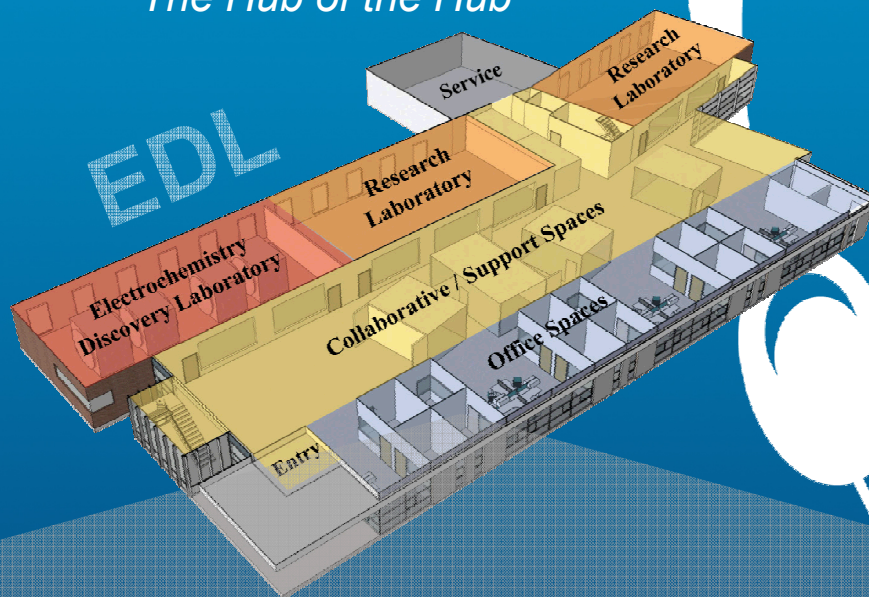 The Hub of the Hub
Service
Research
Laboratory
EDL
Research
Laboratory
Electrochemistry
Discovery Laboratory
Collaborative / Support Spaces
Office Spaces
Entry